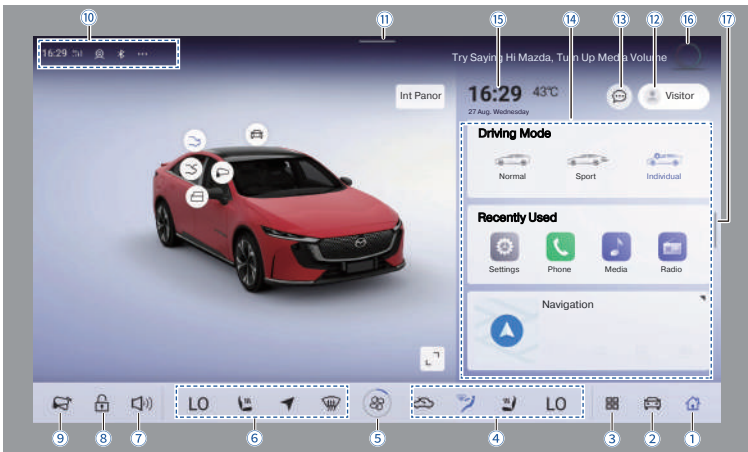 10
11
15
14
13
12
16
17
16:29
Try Saying Hi Mazda, Turn Up Media Volume
Int Panor
16:29
43°C
27 Aug. Wednesday
Visitor
Driving Mode
Normal
Sport
Individual
Recently Used
Settings
Phone
Media
Radio
Navigation
LO
LO
9
8
7
6
5
4
3
2
1